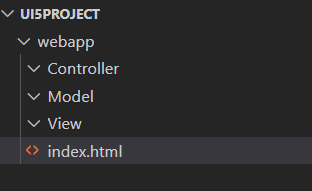 UI5PROJECT
webapp
Controller
Model
View
<> index.html